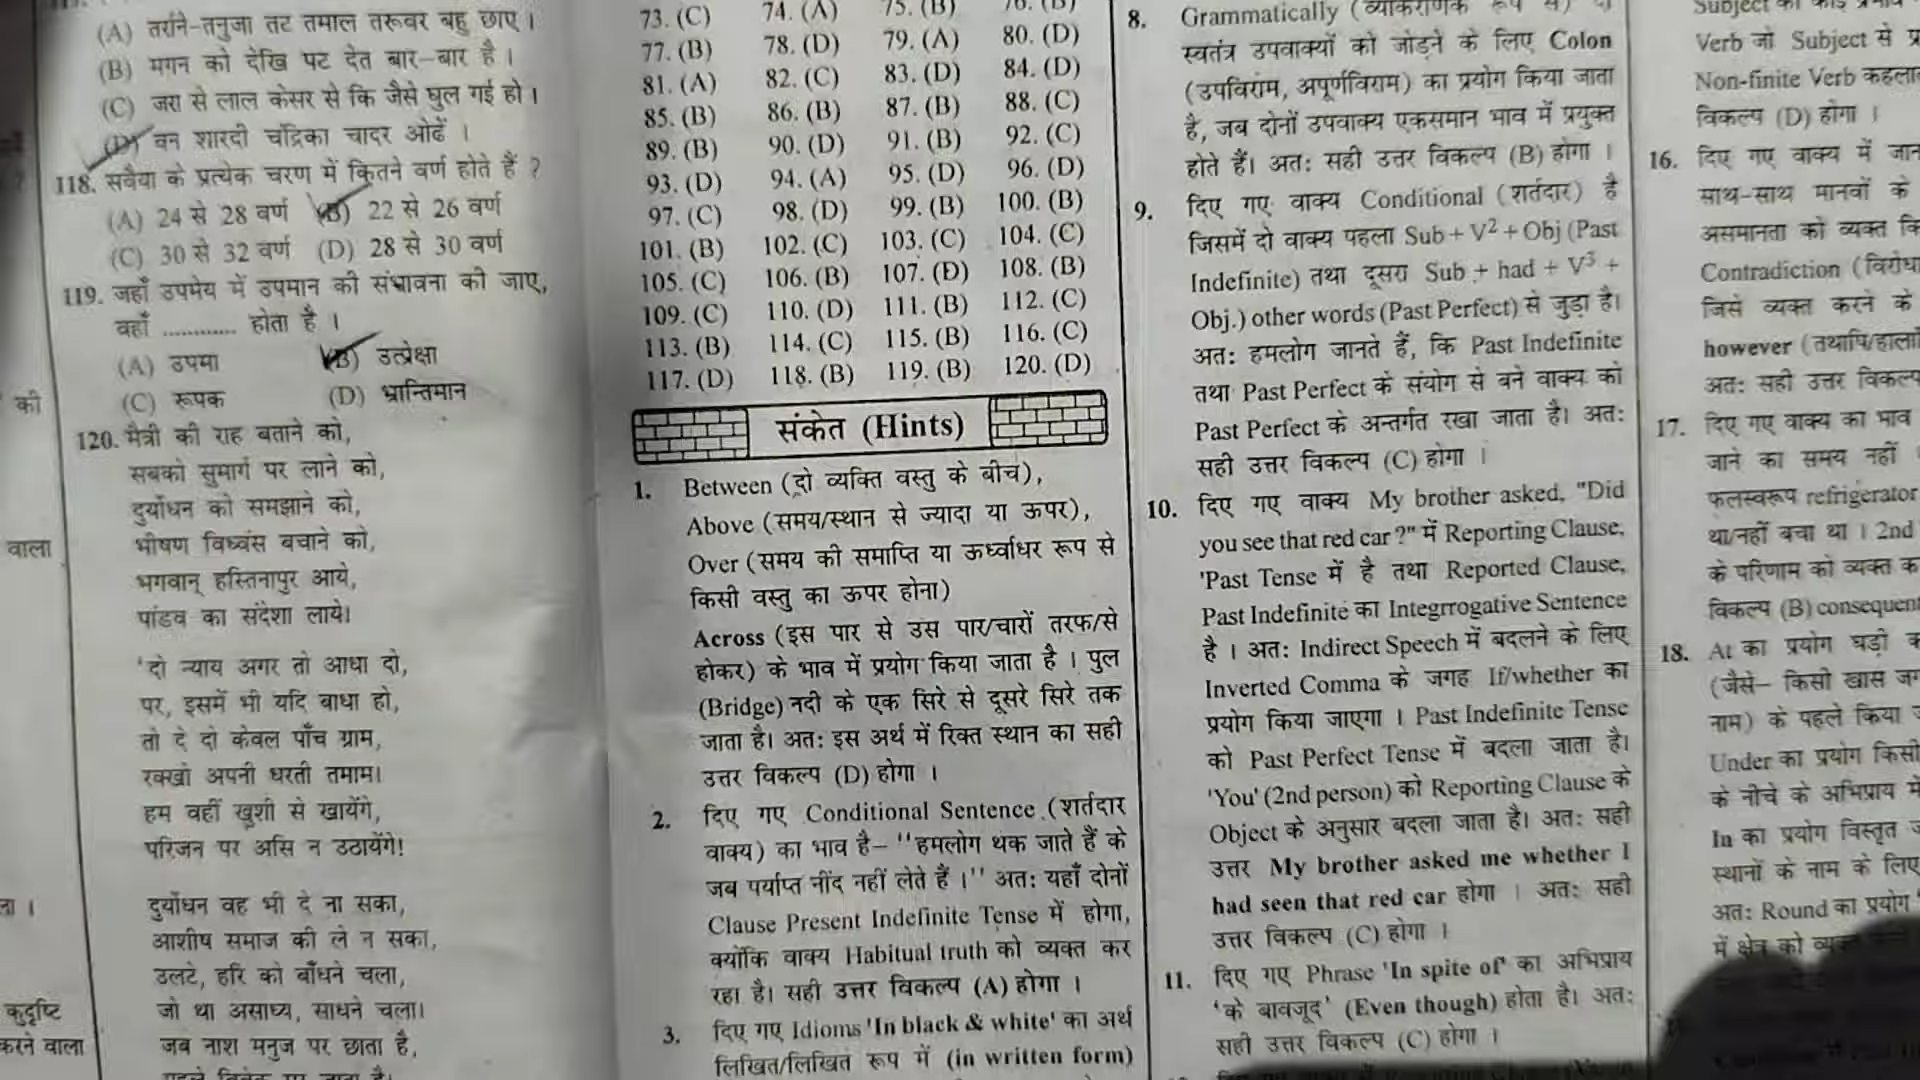 (A) तरनि-तनुजा तट तमाल तरूवर बहु छाए ।
(B) मगन को देखि पट देत बार-बार है ।
(C) जरा से लाल केसर से कि जैसे घुल गई हो ।
(D) वन शारदी चंद्रिका चादर ओढें ।
118. सवैया के प्रत्येक चरण में कितने वर्ण होते हैं ?
(A) 24 से 28 वर्ण (B) 22 से 26 वर्ण
(C) 30 से 32 वर्ण (D) 28 से 30 वर्ण
119. जहाँ उपमेय में उपमान की संभावना की जाए,
वहाँ ............ होता है ।
(A) उपमा (B) उत्प्रेक्षा
(C) रूपक (D) भ्रान्तिमान
120. मैत्री की राह बताने को,
सबको सुमार्ग पर लाने को,
दुर्योधन को समझाने को,
भीषण विध्वंस बचाने को,
भगवान् हस्तिनापुर आये,
पांडव का संदेशा लाये।
'दो न्याय अगर तो आधा दो,
पर, इसमें भी यदि बाधा हो,
तो दे दो केवल पाँच ग्राम,
रक्खो अपनी धरती तमाम।
हम वहीं खुशी से खायेंगे,
परिजन पर असि न उठायेंगे!
दुर्योधन वह भी दे ना सका,
आशीष समाज की ले न सका,
उलटे, हरि को बाँधने चला,
जो था असाध्य, साधने चला।
जब नाश मनुज पर छाता है,
की
वाला
कुदृष्टि
करने वाला
73. (C) 74. (A) 75. (B) 76. (B)
77. (B) 78. (D) 79. (A) 80. (D)
81. (A) 82. (C) 83. (D) 84. (D)
85. (B) 86. (B) 87. (B) 88. (C)
89. (B) 90. (D) 91. (B) 92. (C)
93. (D) 94. (A) 95. (D) 96. (D)
97. (C) 98. (D) 99. (B) 100. (B)
101. (B) 102. (C) 103. (C) 104. (C)
105. (C) 106. (B) 107. (D) 108. (B)
109. (C) 110. (D) 111. (B) 112. (C)
113. (B) 114. (C) 115. (B) 116. (C)
117. (D) 118. (B) 119. (B) 120. (D)
संकेत (Hints)
1. Between (दो व्यक्ति वस्तु के बीच),
Above (समय/स्थान से ज्यादा या ऊपर),
Over (समय की समाप्ति या ऊर्ध्वाधर रूप से
किसी वस्तु का ऊपर होना)
Across (इस पार से उस पार/चारों तरफ/से
होकर) के भाव में प्रयोग किया जाता है । पुल
(Bridge) नदी के एक सिरे से दूसरे सिरे तक
जाता है। अतः इस अर्थ में रिक्त स्थान का सही
उत्तर विकल्प (D) होगा ।
2. दिए गए Conditional Sentence (शर्तदार
वाक्य) का भाव है– ''हमलोग थक जाते हैं के
जब पर्याप्त नींद नहीं लेते हैं ।'' अतः यहाँ दोनों
Clause Present Indefinite Tense में होगा,
क्योंकि वाक्य Habitual truth को व्यक्त कर
रहा है। सही उत्तर विकल्प (A) होगा ।
3. दिए गए Idioms 'In black & white' का अर्थ
लिखित/लिखित रूप में (in written form)
8. Grammatically (व्याकरणिक रूप से) दो
स्वतंत्र उपवाक्यों को जोड़ने के लिए Colon
(उपविराम, अपूर्णविराम) का प्रयोग किया जाता
है, जब दोनों उपवाक्य एकसमान भाव में प्रयुक्त
होते हैं। अतः सही उत्तर विकल्प (B) होगा ।
9. दिए गए वाक्य Conditional (शर्तदार) है
जिसमें दो वाक्य पहला Sub + V² + Obj (Past
Indefinite) तथा दूसरा Sub + had + V³ +
Obj.) other words (Past Perfect) से जुड़ा है।
अतः हमलोग जानते हैं, कि Past Indefinite
तथा Past Perfect के संयोग से बने वाक्य को
Past Perfect के अन्तर्गत रखा जाता है। अतः
सही उत्तर विकल्प (C) होगा ।
10. दिए गए वाक्य My brother asked, "Did
you see that red car ?" में Reporting Clause,
'Past Tense में है तथा Reported Clause,
Past Indefinite का Integrrogative Sentence
है । अतः Indirect Speech में बदलने के लिए
Inverted Comma के जगह If/whether का
प्रयोग किया जाएगा । Past Indefinite Tense
को Past Perfect Tense में बदला जाता है।
'You' (2nd person) को Reporting Clause के
Object के अनुसार बदला जाता है। अतः सही
उत्तर My brother asked me whether I
had seen that red car होगा । अतः सही
उत्तर विकल्प (C) होगा ।
11. दिए गए Phrase 'In spite of' का अभिप्राय
'के बावजूद' (Even though) होता है। अतः
सही उत्तर विकल्प (C) होगा ।
Subject का कोई
Verb जो Subject से
Non-finite Verb
विकल्प (D) होगा ।
16. दिए गए वाक्य में
साथ-साथ मानवों के
असमानता को व्यक्त
Contradiction
जिसे व्यक्त करने के
however
अतः सही उत्तर
17. दिए गए वाक्य का भाव
जाने का समय नहीं
फलस्वरूप refrigerator
था/नहीं बचा था । 2nd
के परिणाम को व्यक्त
विकल्प (B)
18. At का प्रयोग घड़ी
(जैसे– किसी खास
नाम) के पहले किया
Under का प्रयोग किसी
के नीचे के अभिप्राय में
In का प्रयोग विस्तृत
स्थानों के नाम के लिए
अतः Round का प्रयोग
में क्षेत्र को